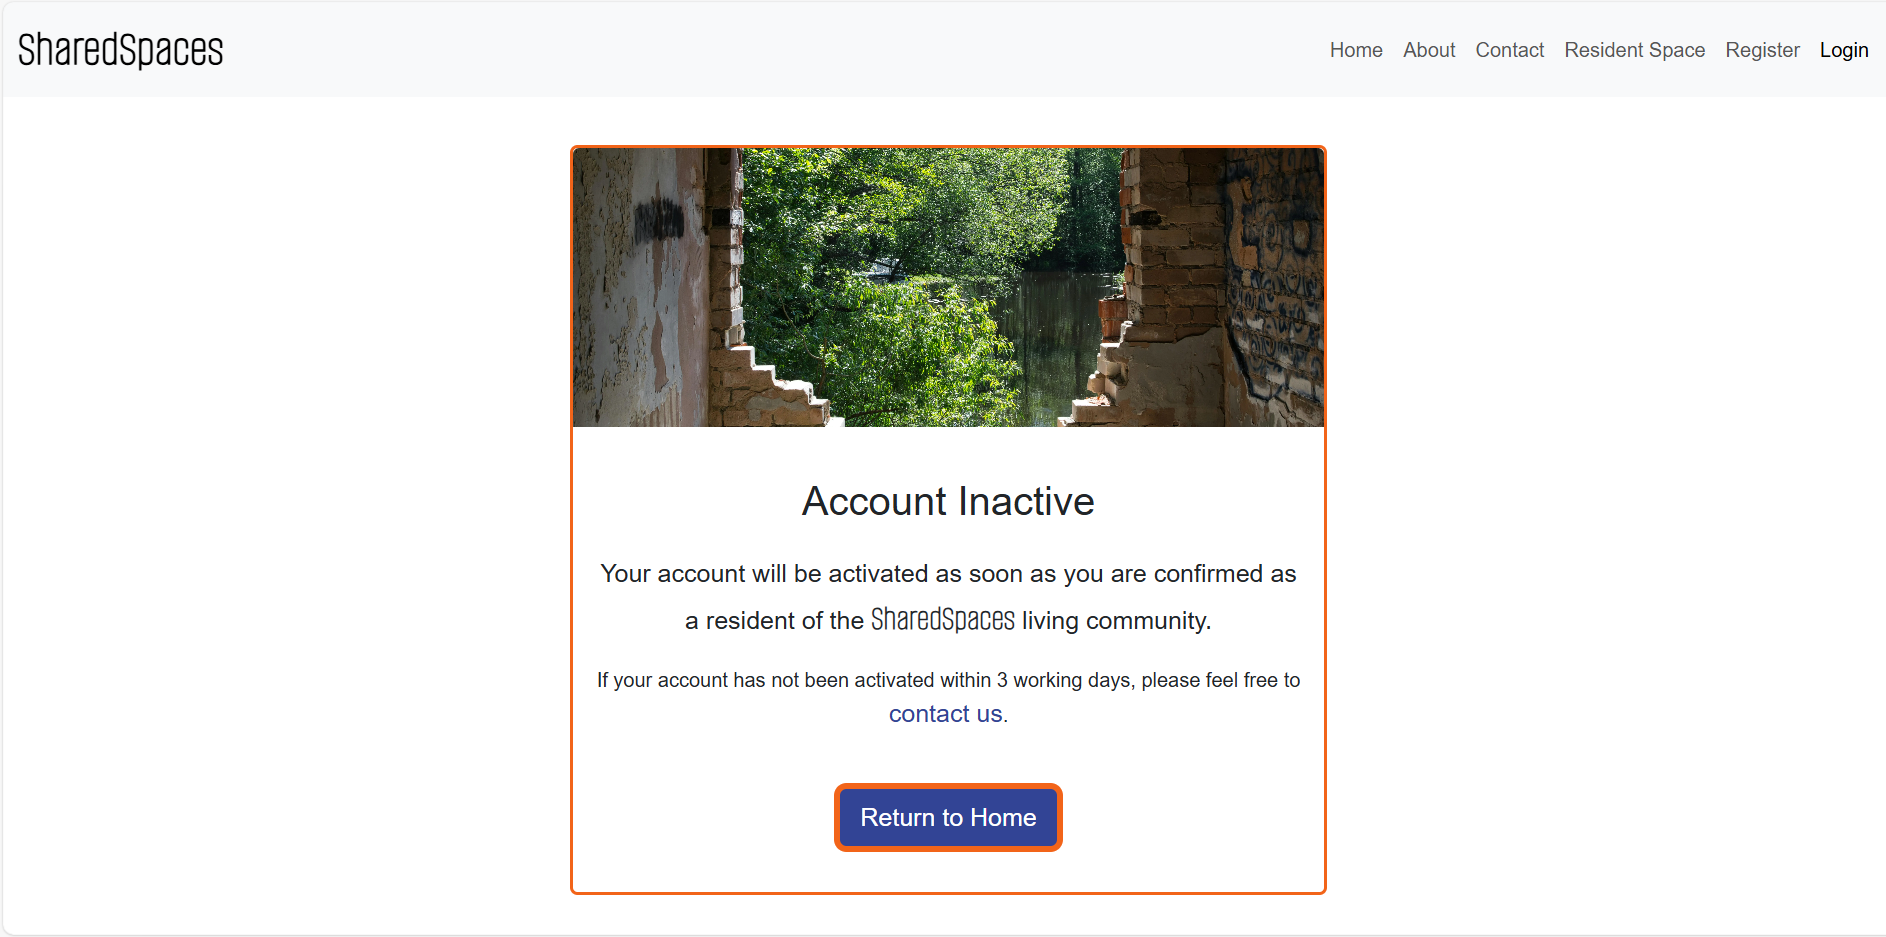 SharedSpaces
Home About Contact Resident Space Register Login
Account Inactive
Your account will be activated as soon as you are confirmed as
a resident of the SharedSpaces living community.
If your account has not been activated within 3 working days, please feel free to
contact us.
Return to Home